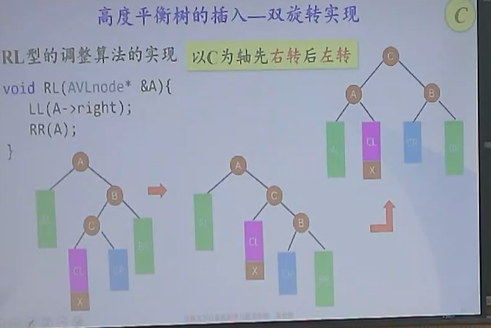 高度平衡树的插入—双旋转实现
C
RL型的调整算法的实现
以C为轴先右转后左转
void RL(AVLnode* &A){
LL(A->right);
RR(A);
}
C
A
B
CL
CR
X
A
B
C
CL
CR
X
A
C
B
CL
X
CR